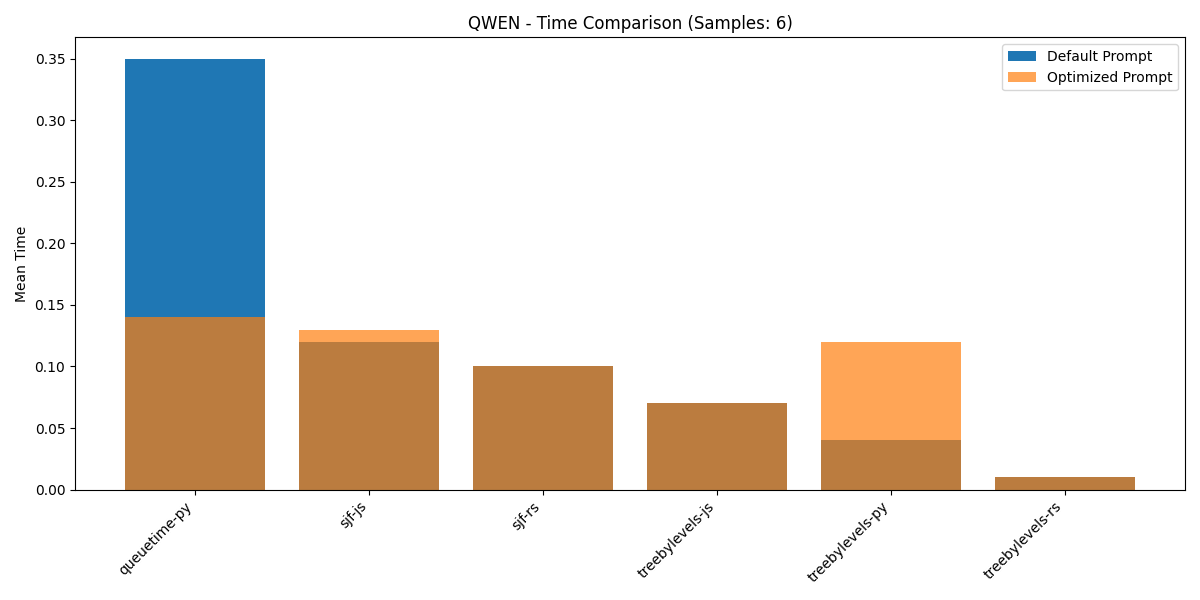 QWEN - Time Comparison (Samples: 6)
Default Prompt
Optimized Prompt
Mean Time
0.35
0.30
0.25
0.20
0.15
0.10
0.05
0.00
queuetime-py
sjf-js
sjf-rs
treebylevels-js
treebylevels-py
treebylevels-rs